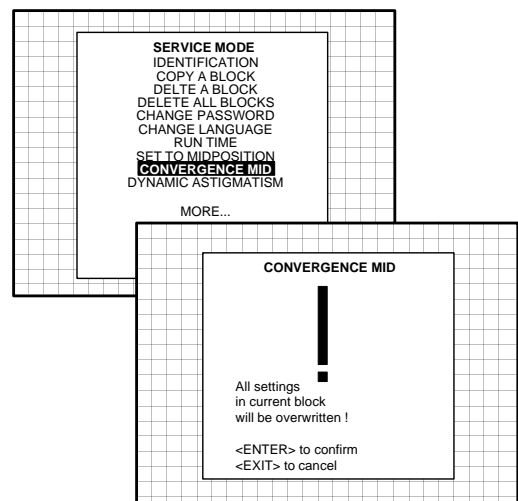 SERVICE MODE
IDENTIFICATION
COPY A BLOCK
DELTE A BLOCK
DELETE ALL BLOCKS
CHANGE PASSWORD
CHANGE LANGUAGE
RUN TIME
SET TO MIDPOSITION
CONVERGENCE MID
DYNAMIC ASTIGMATISM
MORE...
CONVERGENCE MID
!
All settings
in current block
will be overwritten !
<ENTER> to confirm
<EXIT> to cancel